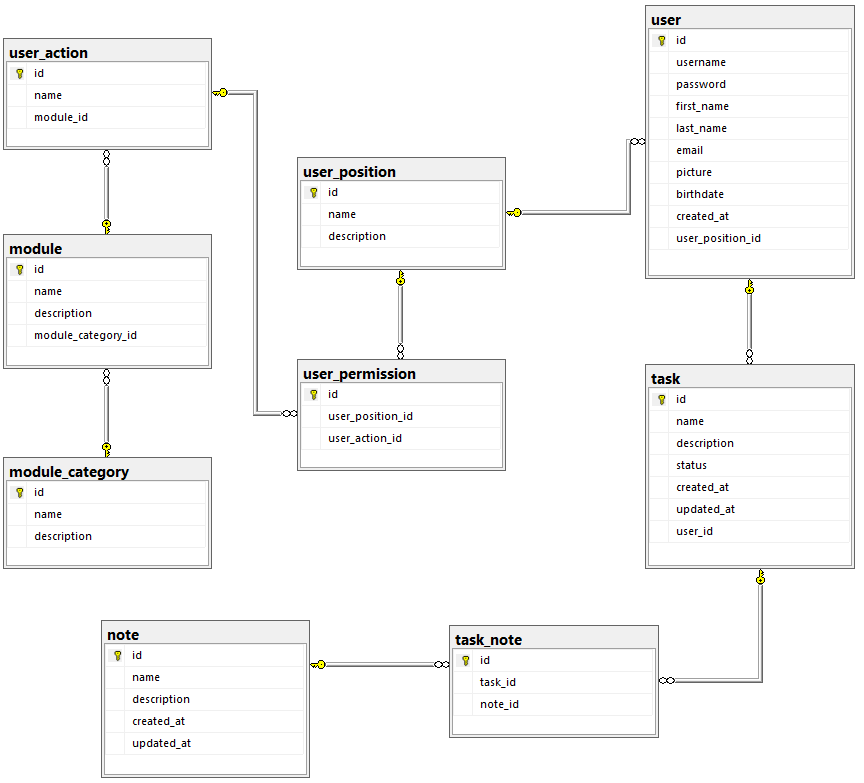 user_action
id
name
module_id
module
id
name
description
module_category_id
module_category
id
name
description
user_position
id
name
description
user_permission
id
user_position_id
user_action_id
user
id
username
password
first_name
last_name
email
picture
birthdate
created_at
user_position_id
task
id
name
description
status
created_at
updated_at
user_id
note
id
name
description
created_at
updated_at
task_note
id
task_id
note_id